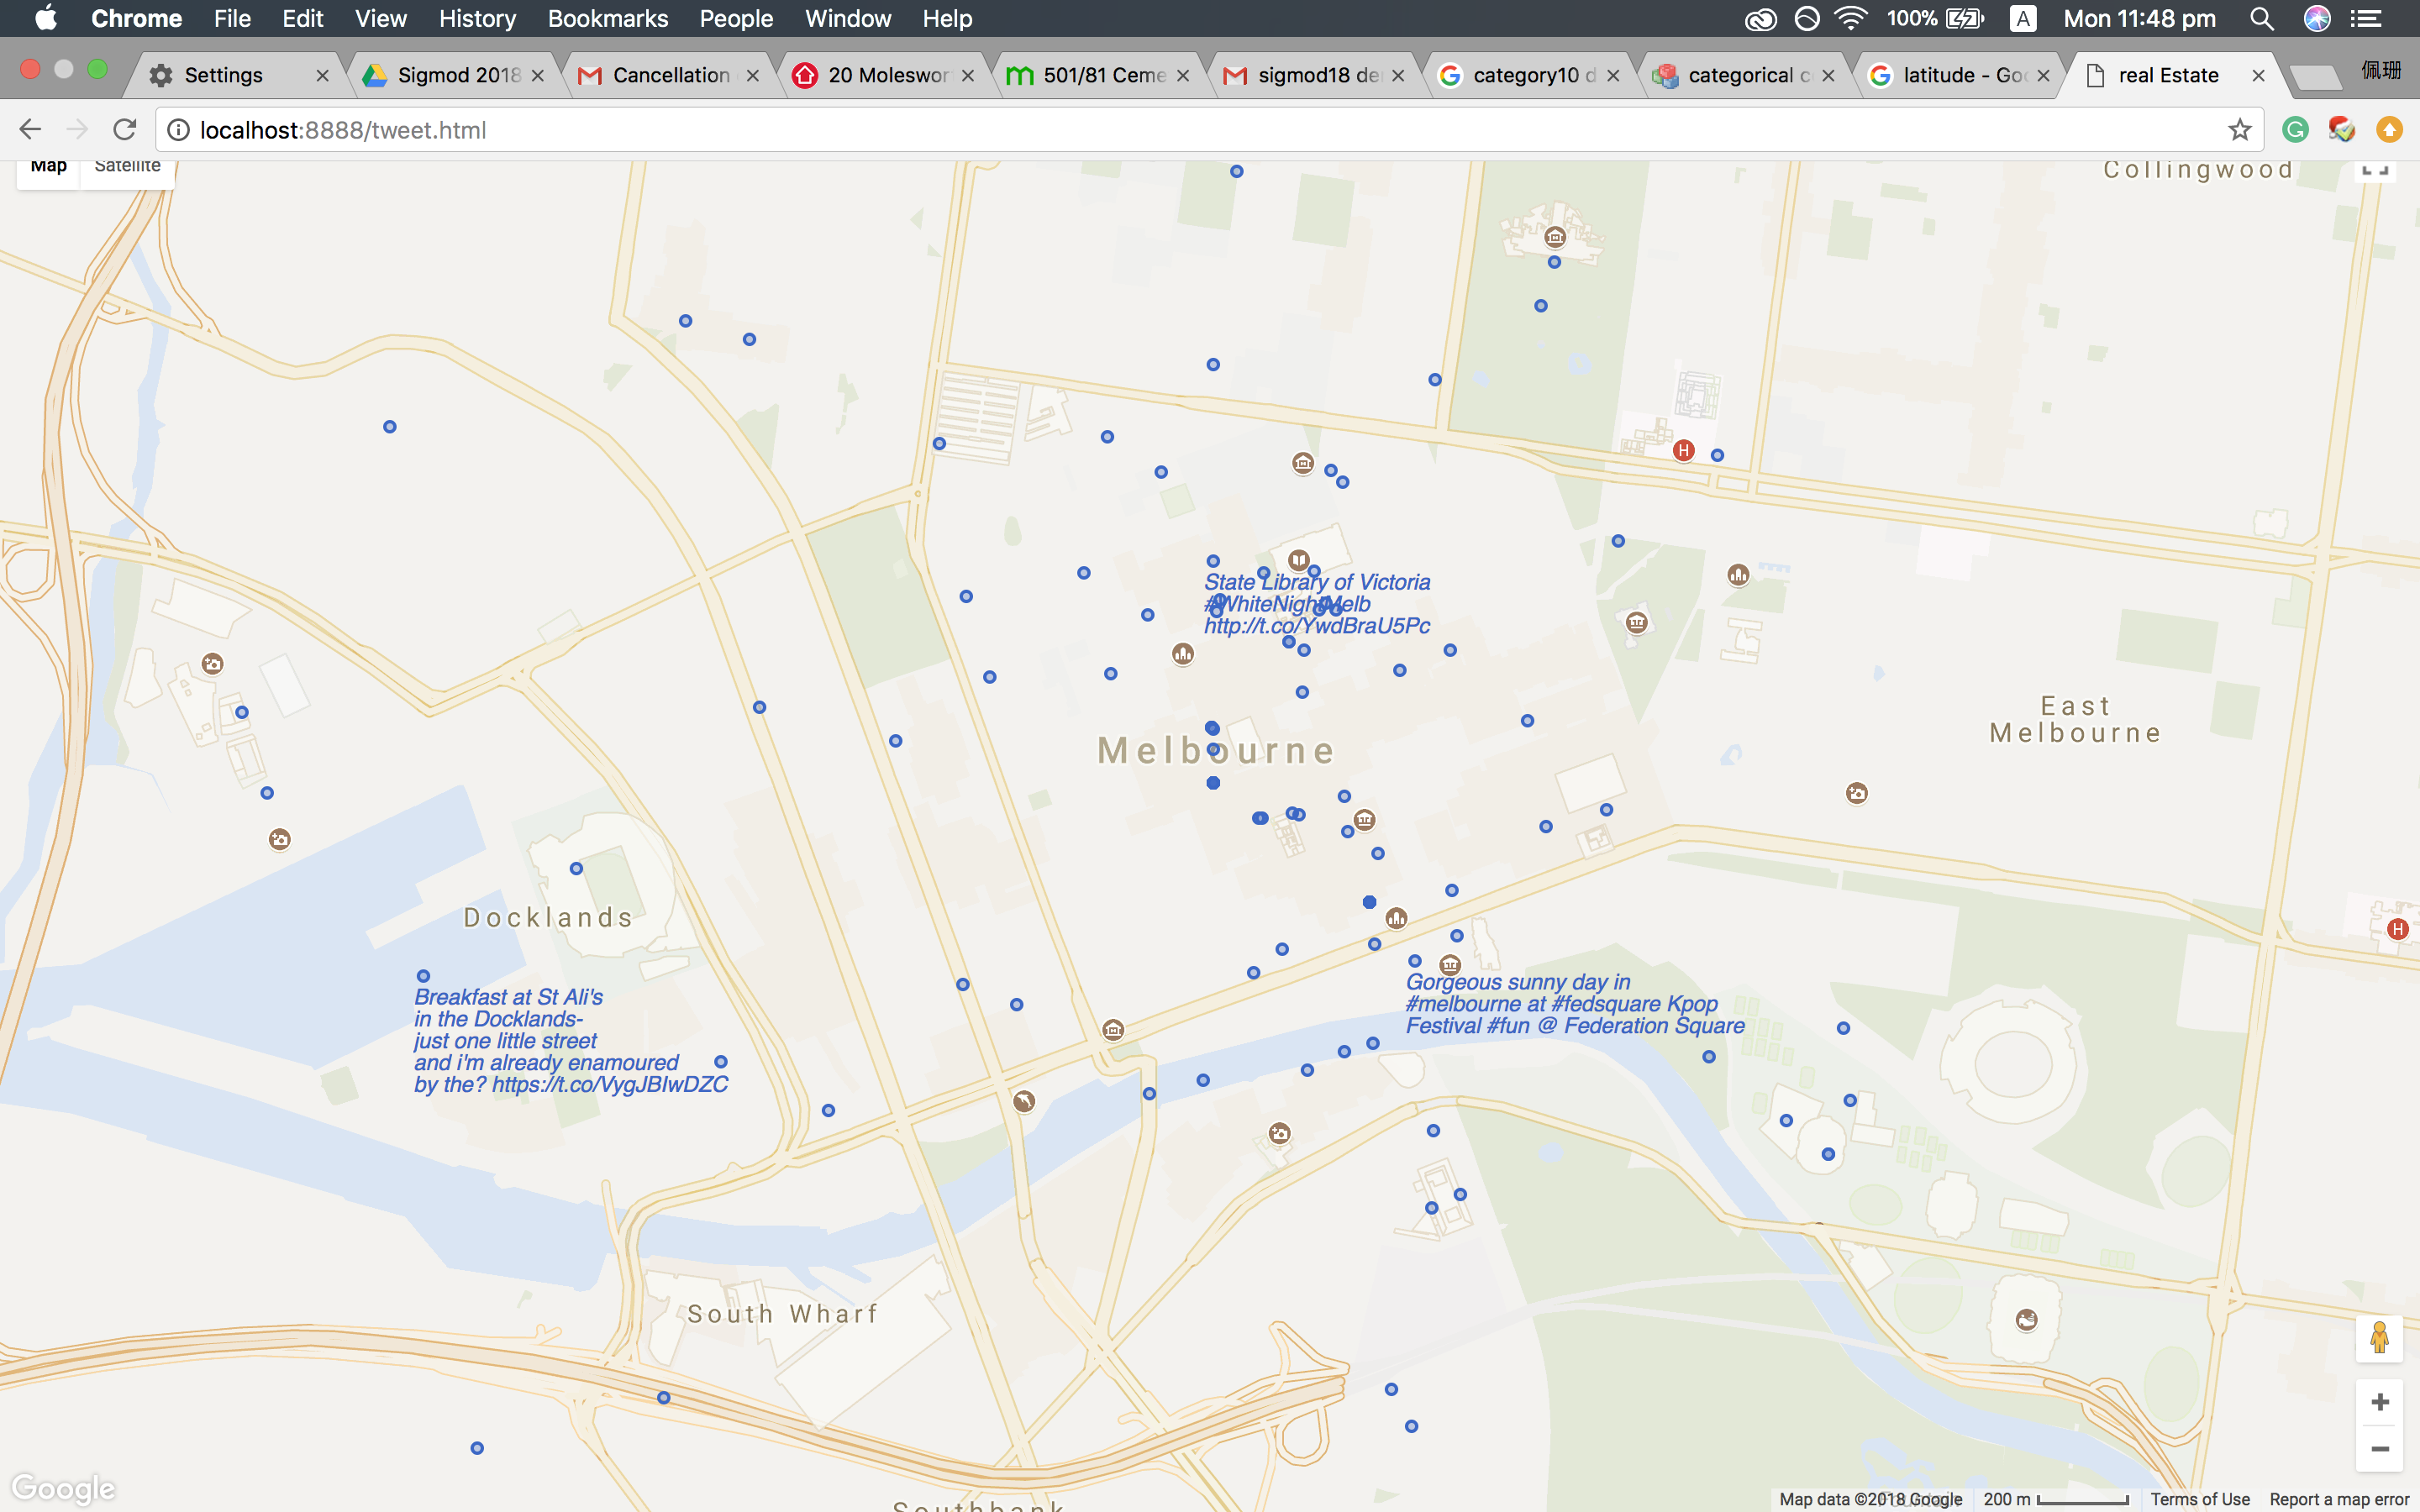 Chrome File Edit View History Bookmarks People Window Help 100% A Mon 11:48 pm
Settings Sigmod 2018 Cancellation 20 Moleswor 501/81 Ceme sigmod18 de category10 d categorical c latitude - Goo real Estate 佩珊
localhost:8888/tweet.html
Map Satellite
Collingwood
H
State Library of Victoria
#WhiteNightMelb
http://t.co/YwdBraU5Pc
East
Melbourne
Melbourne
Docklands
H
Breakfast at St Ali's
in the Docklands-
just one little street
and i'm already enamoured
by the? https://t.co/VygJBIwDZC
Gorgeous sunny day in
#melbourne at #fedsquare Kpop
Festival #fun @ Federation Square
South Wharf
Southbank
Google
Map data ©2018 Google 200 m Terms of Use Report a map error